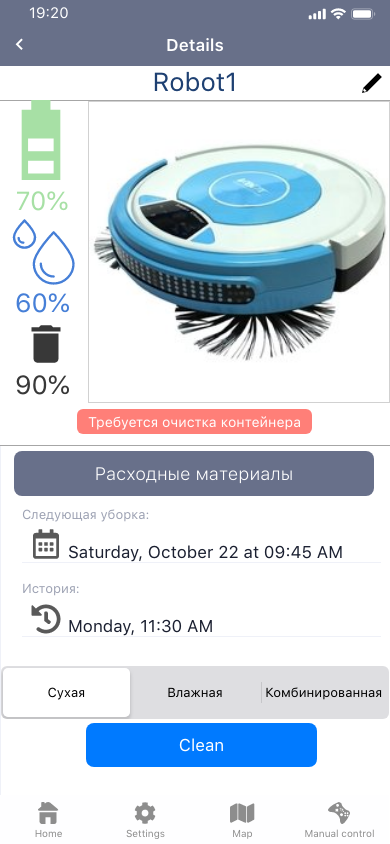 19:20
Details
Robot1
70%
60%
90%
Требуется очистка контейнера
Расходные материалы
Следующая уборка:
Saturday, October 22 at 09:45 AM
История:
Monday, 11:30 AM
Сухая
Влажная
Комбинированная
Clean
Home
Settings
Map
Manual control